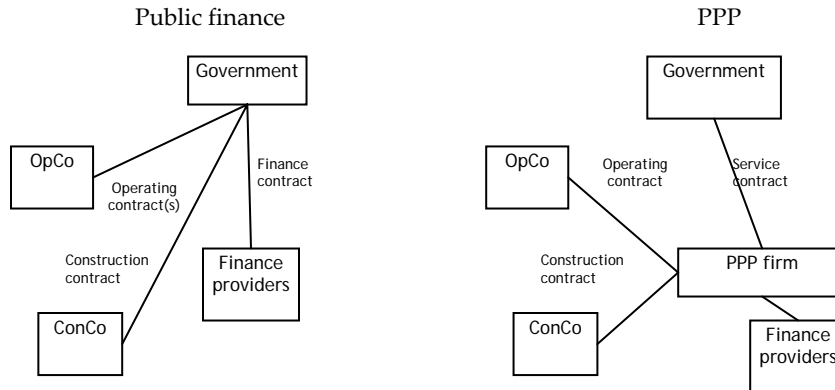 Public finance
Government
OpCo
Operating
contract(s)
Finance
contract
Construction
contract
Finance
providers
ConCo
PPP
Government
OpCo
Operating
contract
Service
contract
Construction
contract
PPP firm
ConCo
Finance
providers